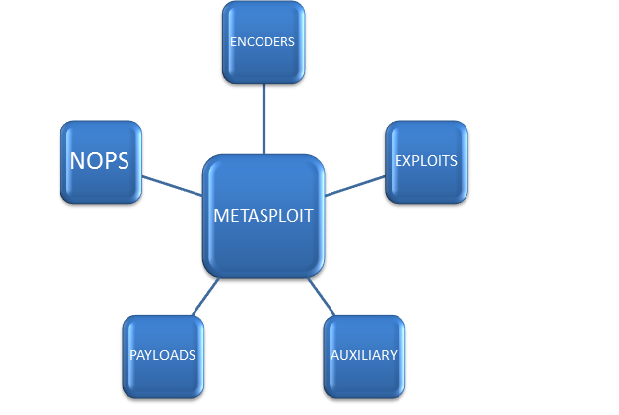 ENCCDERS
NOPS
EXPLOITS
METASPLOIT
PAYLOADS
AUXILIARY